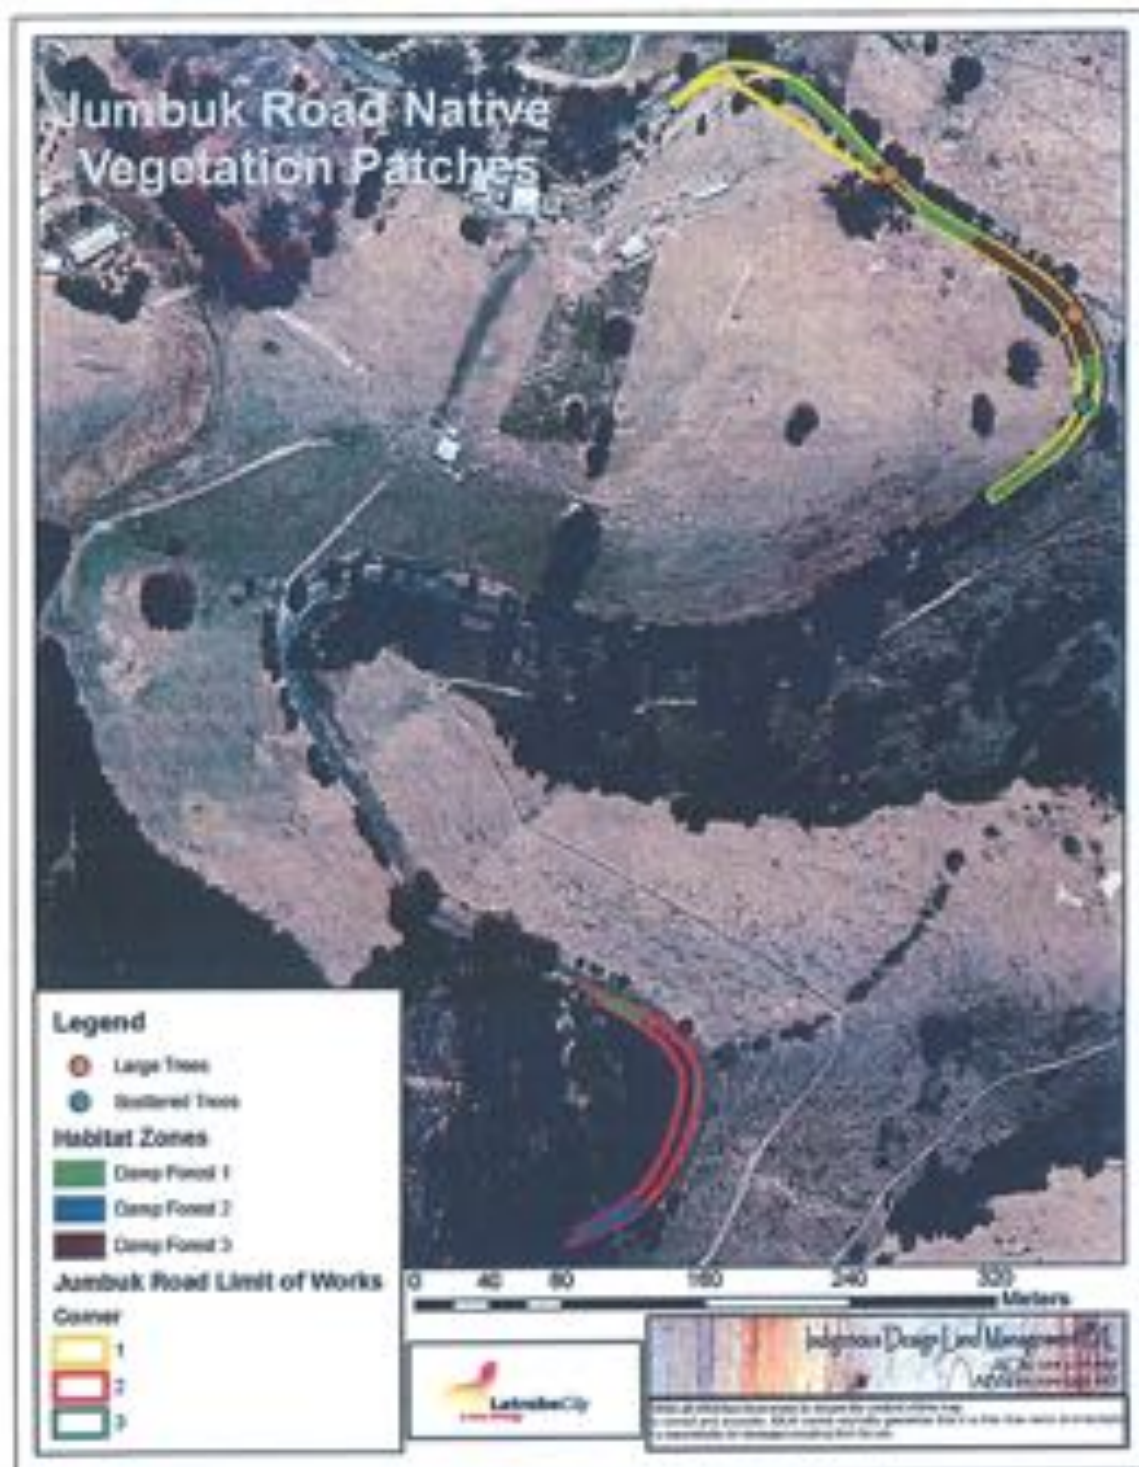 Jumbuk Road Native
Vegetation Patches
Legend
Large Trees
Scattered Trees
Habitat Zones
Damp Forest 1
Damp Forest 2
Damp Forest 3
Jumbuk Road Limit of Works
Corner
1
2
3
0 40 80 160 240 320
Meters
Indigenous Design Land Management P/L
LatrobeCity